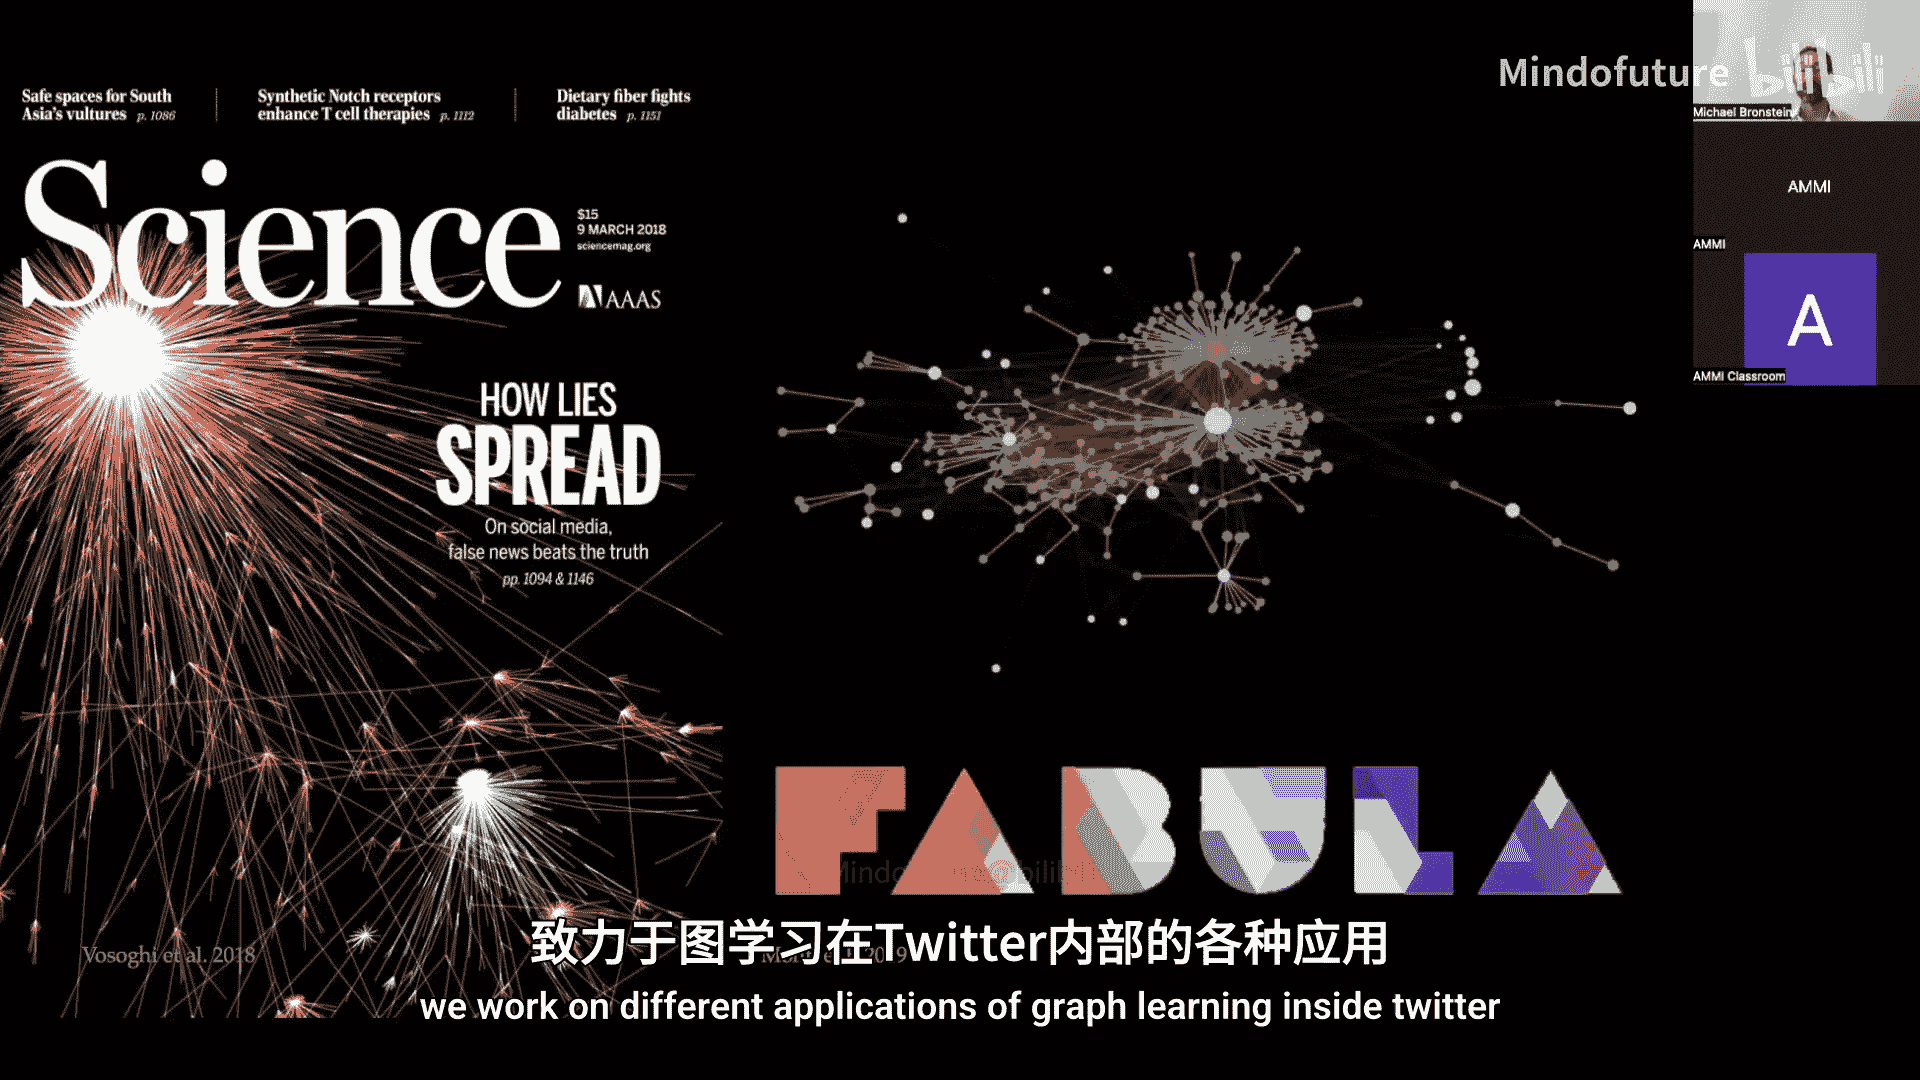 Safe spaces for South
Asia's vultures p. 1086
Synthetic Notch receptors
enhance T cell therapies p. 1112
Dietary fiber fights
diabetes p. 1151
Science
$15
9 MARCH 2018
sciencemag.org
AAAS
HOW LIES
SPREAD
On social media,
false news beats the truth
pp. 1094 & 1146
Mindofuture
bilibili
Michael Bronstein
AMMI
AMMI
A
AMMI Classroom
FABULA
Vosoghi et al. 2018
致力于图学习在Twitter内部的各种应用
we work on different applications of graph learning inside twitter